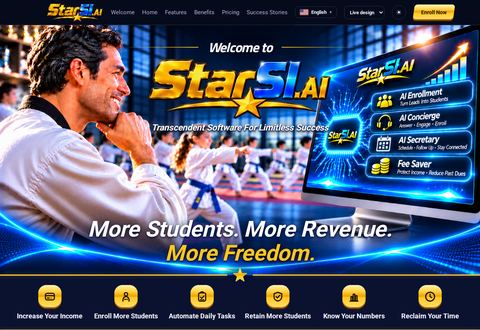 StarSI.AI
Welcome Home Features Benefits Pricing Success Stories English Live design Enroll Now
Welcome to
StarSI.AI
Transcendent Software For Limitless Success
StarSI.AI
StarSI.AI
AI Enrollment
Turn Leads into Students
AI Concierge
Answer • Engage • Enroll
AI Secretary
Schedule • Follow Up • Stay Connected
Fee Saver
Protect Income • Reduce Past Dues
More Students. More Revenue.
More Freedom.
Increase Your Income
Enroll More Students
Automate Daily Tasks
Retain More Students
Know Your Numbers
Reclaim Your Time